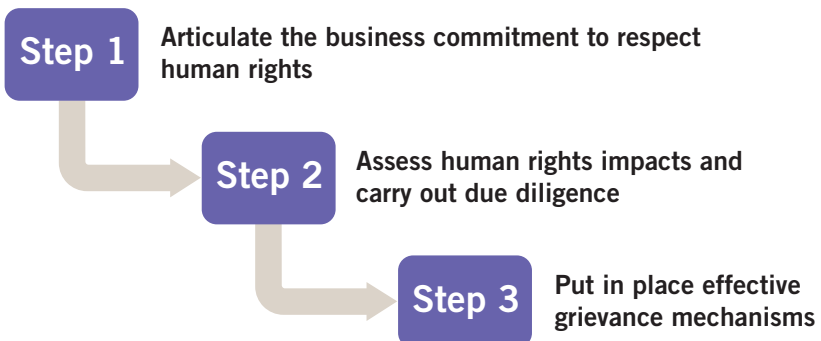 Step 1
Articulate the business commitment to respect
human rights
Step 2
Assess human rights impacts and
carry out due diligence
Step 3
Put in place effective
grievance mechanisms